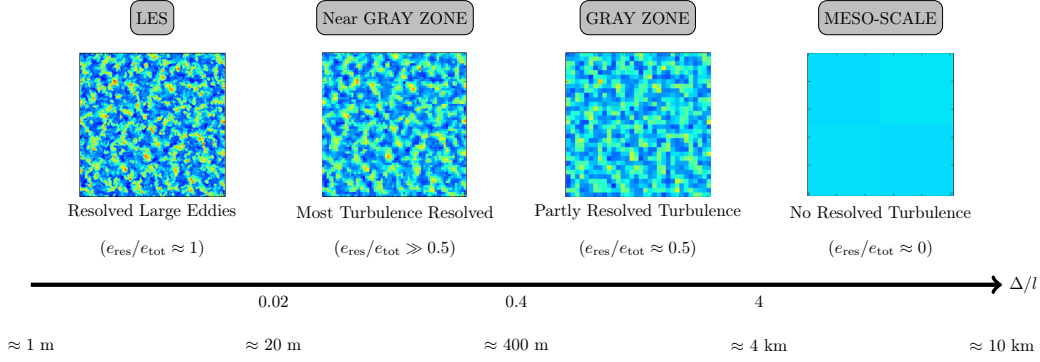 LES Near GRAY ZONE GRAY ZONE MESO-SCALE
Resolved Large Eddies Most Turbulence Resolved Partly Resolved Turbulence No Resolved Turbulence
(e_res/e_tot ≈ 1) (e_res/e_tot ≫ 0.5) (e_res/e_tot ≈ 0.5) (e_res/e_tot ≈ 0)
Δ/l
0.02 0.4 4
≈ 1 m ≈ 20 m ≈ 400 m ≈ 4 km ≈ 10 km